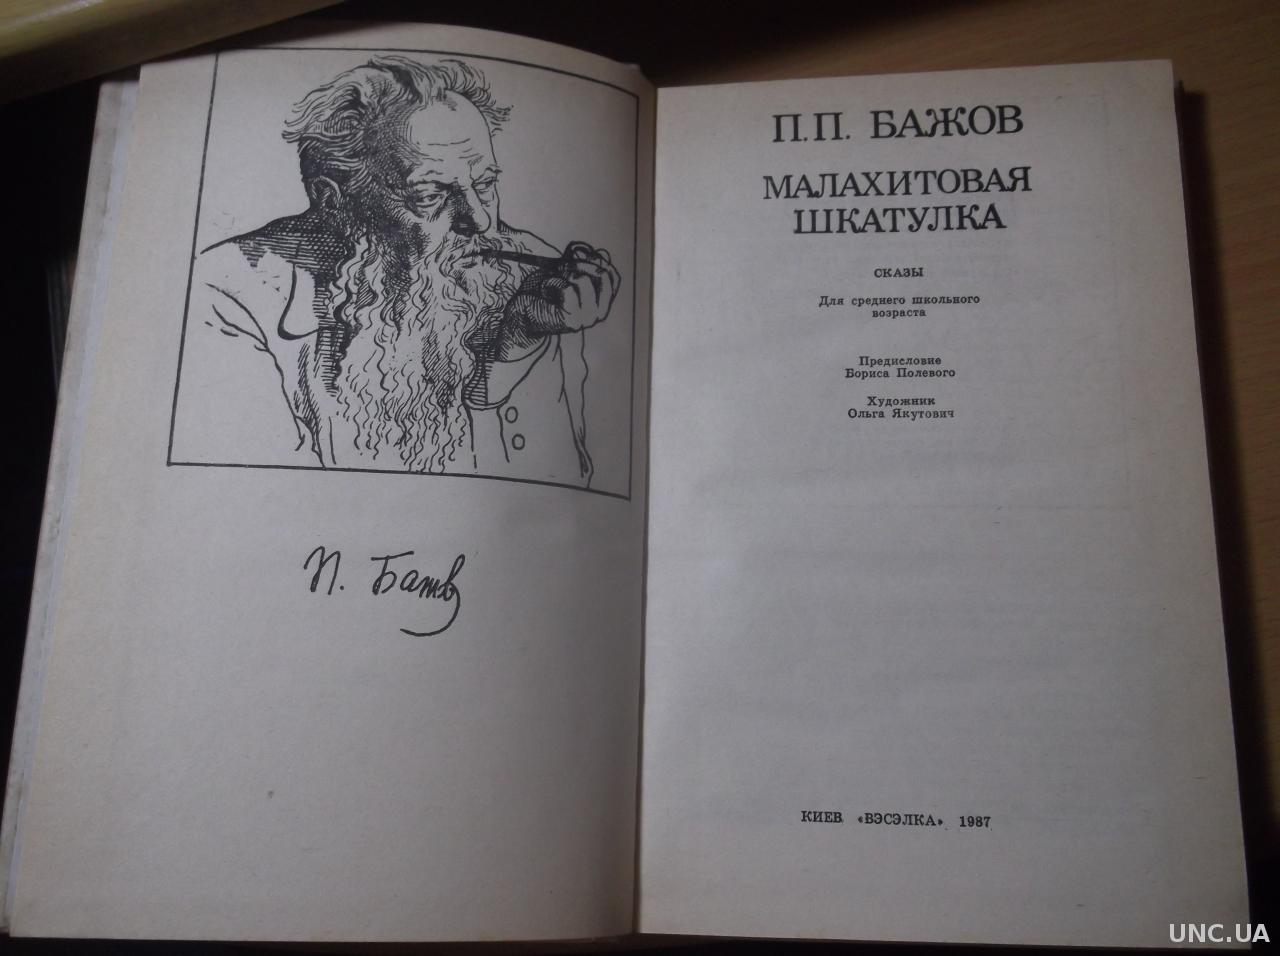 П. Бажов
П.П. БАЖОВ
МАЛАХИТОВАЯ
ШКАТУЛКА
СКАЗЫ
Для среднего школьного
возраста
Предисловие
Бориса Полевого
Художник
Ольга Якутович
КИЕВ «ВЭСЭЛКА» 1987
UNC.UA